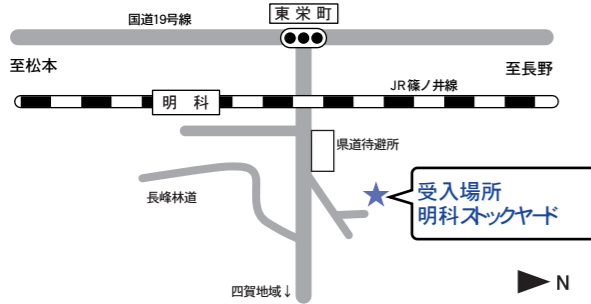 東栄町
国道19号線
至松本
至長野
JR篠ノ井線
明 科
県道待避所
長峰林道
受入場所
明科ストックヤード
四賀地域↓
N